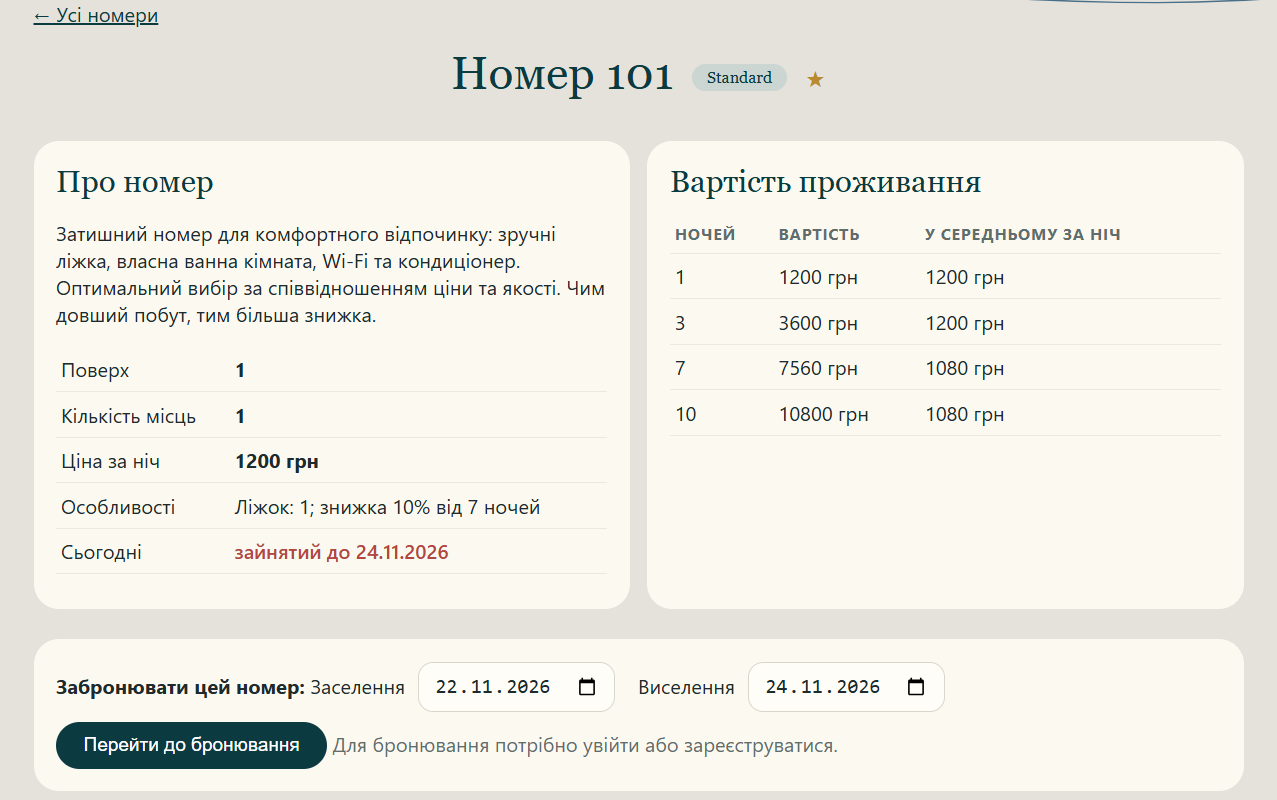 ← Усі номери
Номер 101 Standard ★
Про номер
Затишний номер для комфортного відпочинку: зручні
ліжка, власна ванна кімната, Wi-Fi та кондиціонер.
Оптимальний вибір за співвідношенням ціни та якості. Чим
довший побут, тим більша знижка.
Поверх 1
Кількість місць 1
Ціна за ніч 1200 грн
Особливості Ліжок: 1; знижка 10% від 7 ночей
Сьогодні зайнятий до 24.11.2026
Вартість проживання
НОЧЕЙ ВАРТІСТЬ У СЕРЕДНЬОМУ ЗА НІЧ
1 1200 грн 1200 грн
3 3600 грн 1200 грн
7 7560 грн 1080 грн
10 10800 грн 1080 грн
Забронювати цей номер: Заселення 22.11.2026 Виселення 24.11.2026
Перейти до бронювання Для бронювання потрібно увійти або зареєструватися.